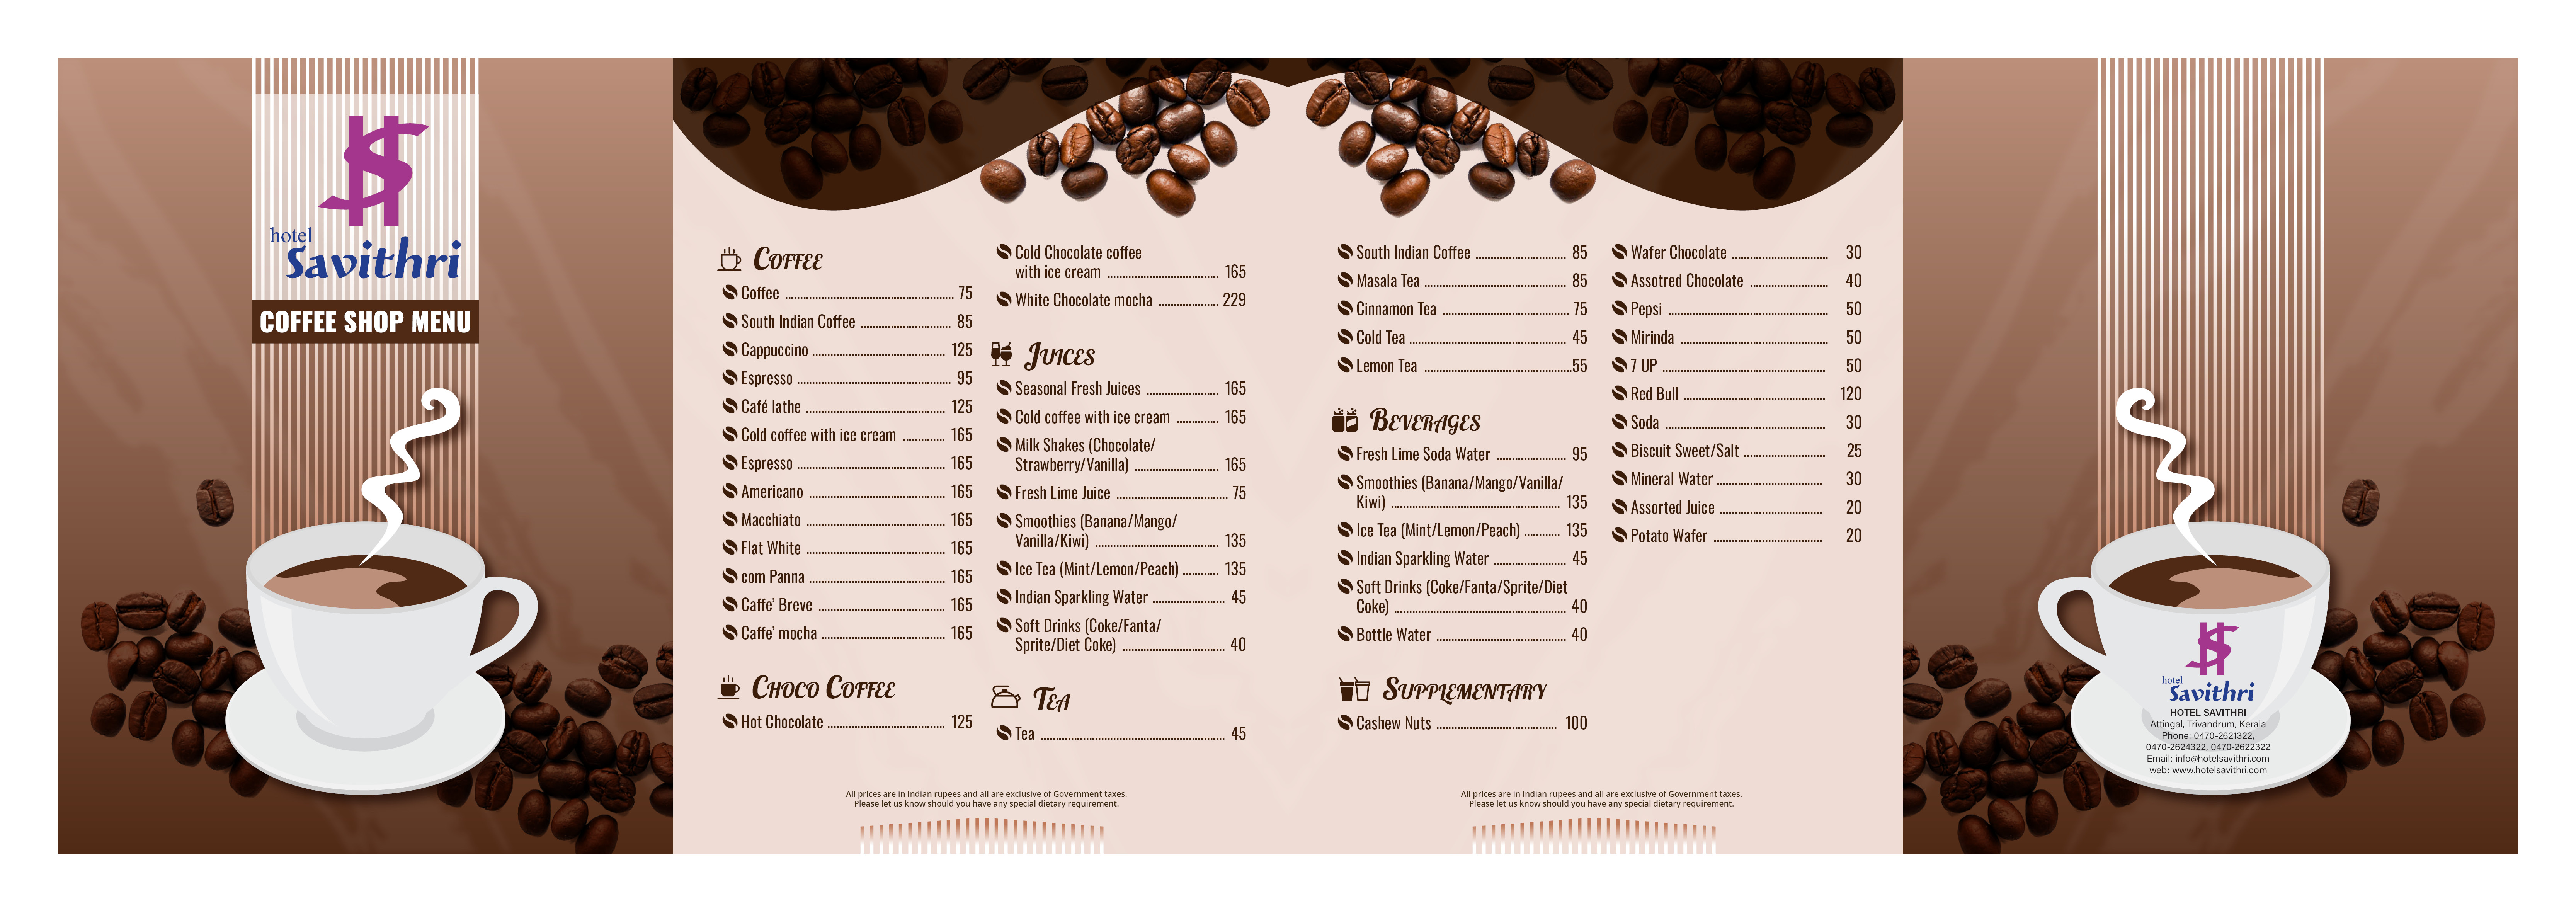 hotel
Savithri
COFFEE SHOP MENU
COFFEE
Coffee 75
South Indian Coffee 85
Cappuccino 125
Espresso 95
Café lathe 125
Cold coffee with ice cream 165
Espresso 165
Americano 165
Macchiato 165
Flat White 165
com Panna 165
Caffe’ Breve 165
Caffe’ mocha 165
CHOCO COFFEE
Hot Chocolate 125
Cold Chocolate coffee
with ice cream 165
White Chocolate mocha 229
JUICES
Seasonal Fresh Juices 165
Cold coffee with ice cream 165
Milk Shakes (Chocolate/
Strawberry/Vanilla) 165
Fresh Lime Juice 75
Smoothies (Banana/Mango/
Vanilla/Kiwi) 135
Ice Tea (Mint/Lemon/Peach) 135
Indian Sparkling Water 45
Soft Drinks (Coke/Fanta/
Sprite/Diet Coke) 40
TEA
Tea 45
All prices are in Indian rupees and all are exclusive of Government taxes.
Please let us know should you have any special dietary requirement.
South Indian Coffee 85
Masala Tea 85
Cinnamon Tea 75
Cold Tea 45
Lemon Tea 55
BEVERAGES
Fresh Lime Soda Water 95
Smoothies (Banana/Mango/Vanilla/
Kiwi) 135
Ice Tea (Mint/Lemon/Peach) 135
Indian Sparkling Water 45
Soft Drinks (Coke/Fanta/Sprite/Diet
Coke) 40
Bottle Water 40
SUPPLEMENTARY
Cashew Nuts 100
Wafer Chocolate 30
Assotred Chocolate 40
Pepsi 50
Mirinda 50
7 UP 50
Red Bull 120
Soda 30
Biscuit Sweet/Salt 25
Mineral Water 30
Assorted Juice 20
Potato Wafer 20
All prices are in Indian rupees and all are exclusive of Government taxes.
Please let us know should you have any special dietary requirement.
hotel
Savithri
HOTEL SAVITHRI
Attingal, Trivandrum, Kerala
Phone: 0470-2621322,
0470-2624322, 0470-2622322
Email: info@hotelsavithri.com
web: www.hotelsavithri.com